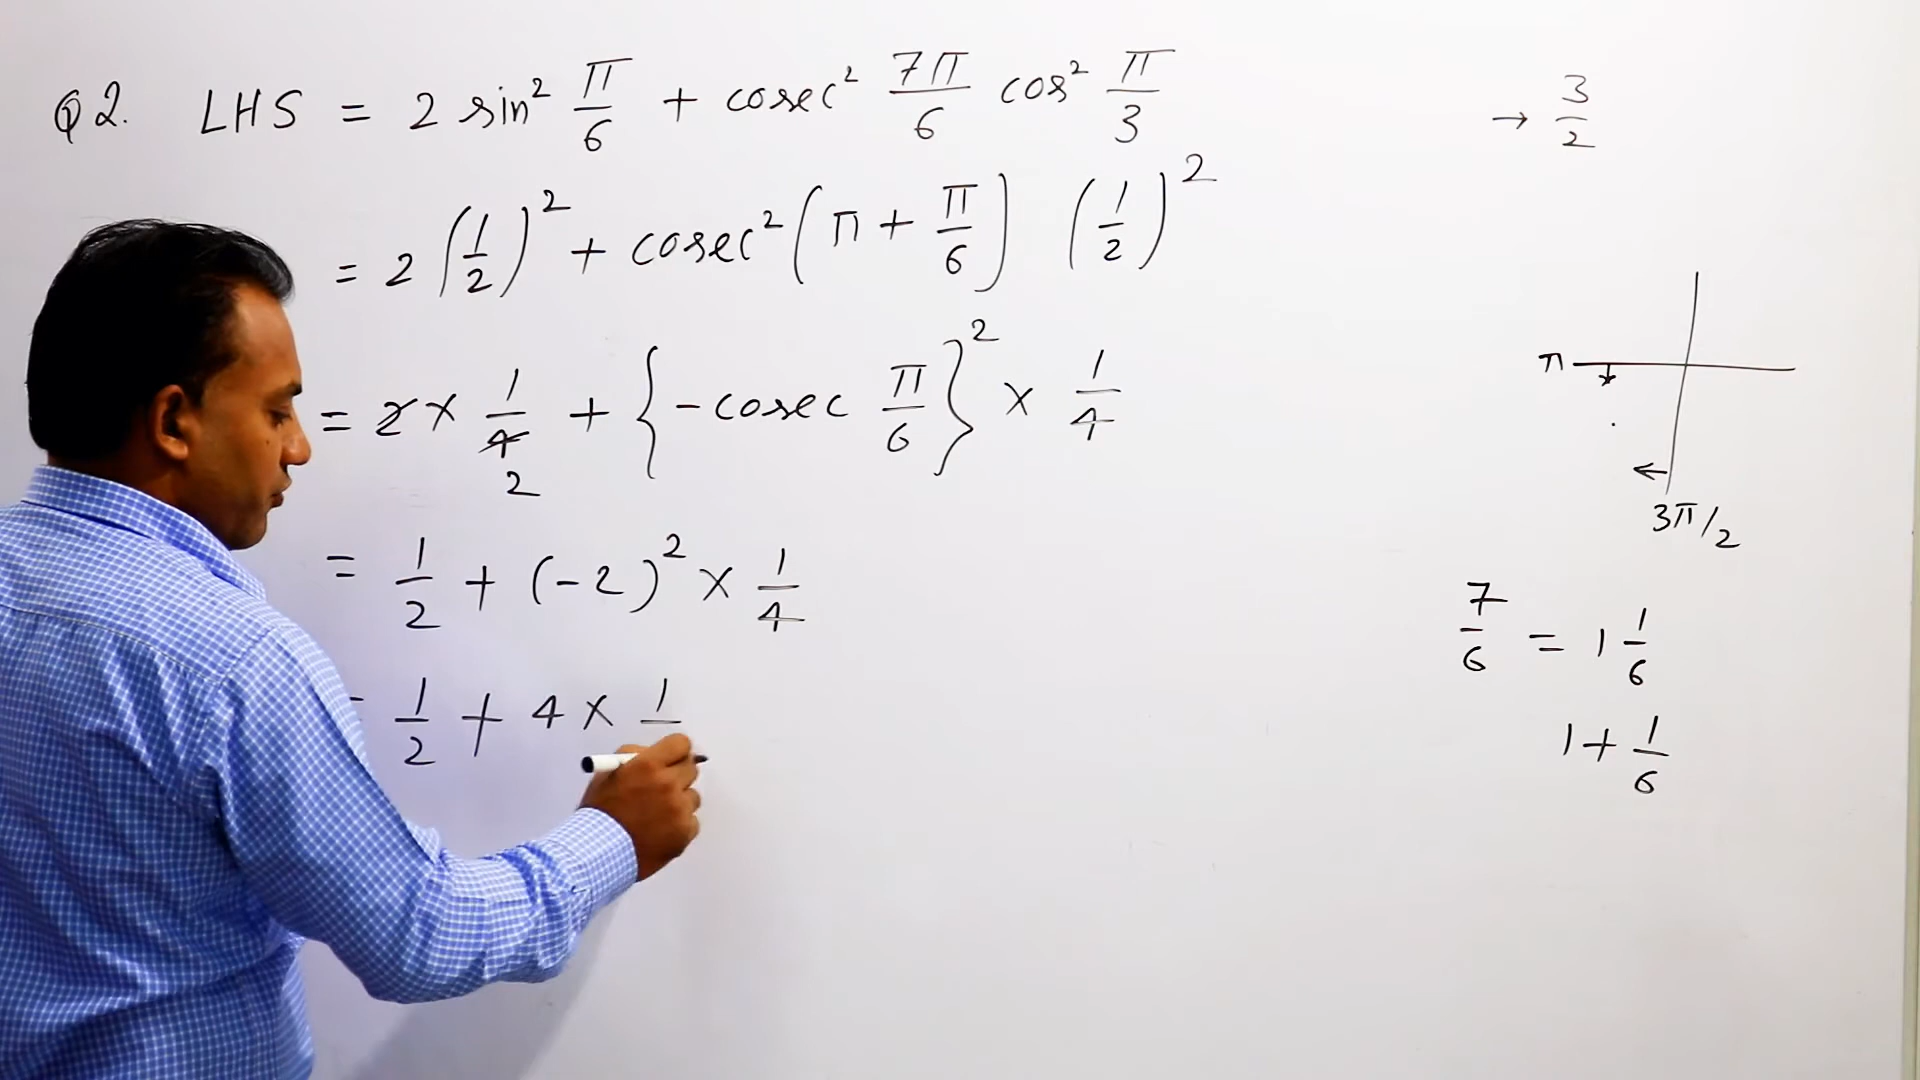 Q2. LHS = 2 sin² π/6 + cosec² 7π/6 cos² π/3
= 2 (1/2)² + cosec² (π + π/6) (1/2)²
= 2 × 1/4 + {-cosec π/6}² × 1/4
2
= 1/2 + (-2)² × 1/4
= 1/2 + 4 × 1
→ 3/2
π
3π/2
7/6 = 1 1/6
1 + 1/6